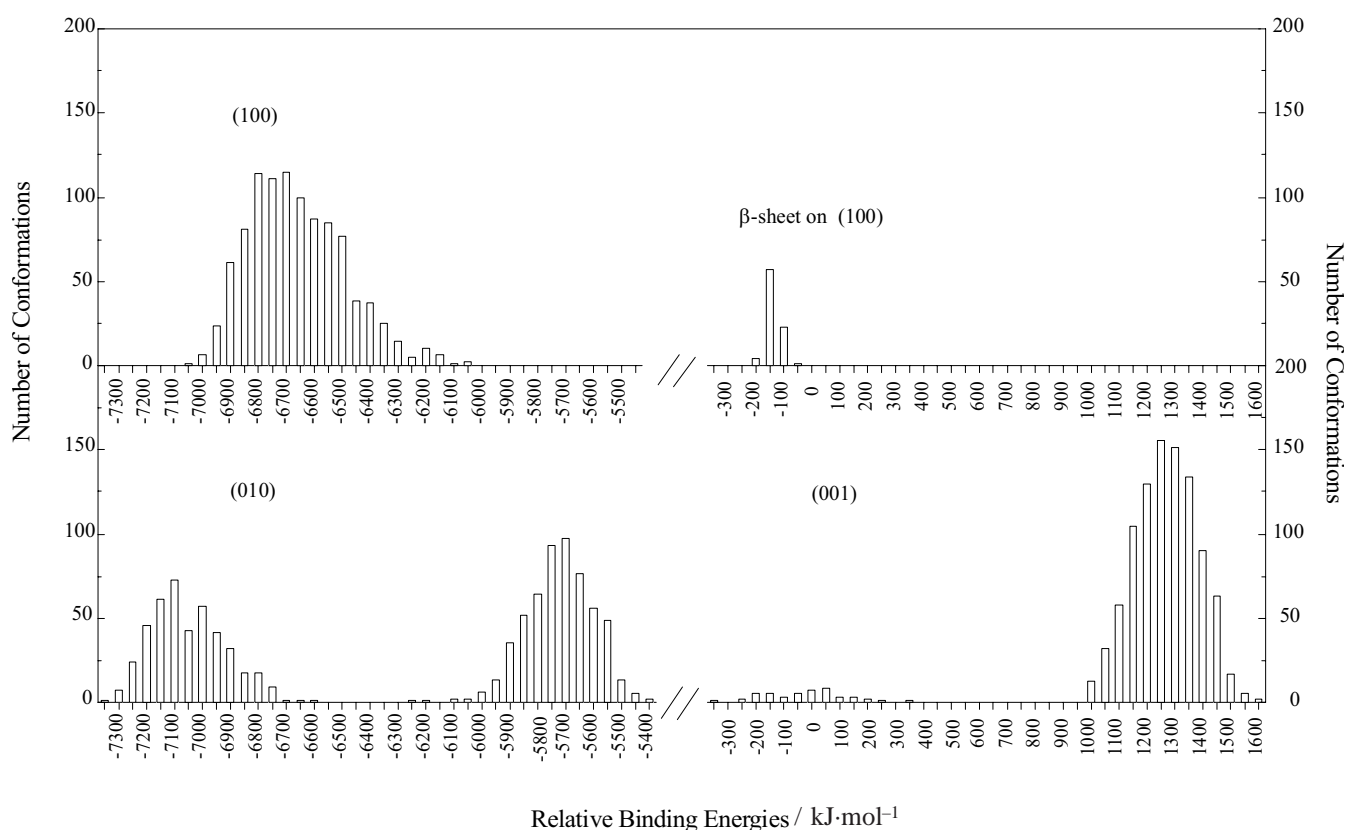 200 200
150 150
(100)
100 100
β-sheet on (100)
50 50
0 200
-7300 -7200 -7100 -7000 -6900 -6800 -6700 -6600 -6500 -6400 -6300 -6200 -6100 -6000 -5900 -5800 -5700 -5600 -5500 -300 -200 -100 0 100 200 300 400 500 600 700 800 900 1000 1100 1200 1300 1400 1500 1600
Number of Conformations
Number of Conformations
150 150
(010) (001)
100 100
50 50
0 0
-7300 -7200 -7100 -7000 -6900 -6800 -6700 -6600 -6500 -6400 -6300 -6200 -6100 -6000 -5900 -5800 -5700 -5600 -5500 -5400 -300 -200 -100 0 100 200 300 400 500 600 700 800 900 1000 1100 1200 1300 1400 1500 1600
Relative Binding Energies / kJ·mol⁻¹